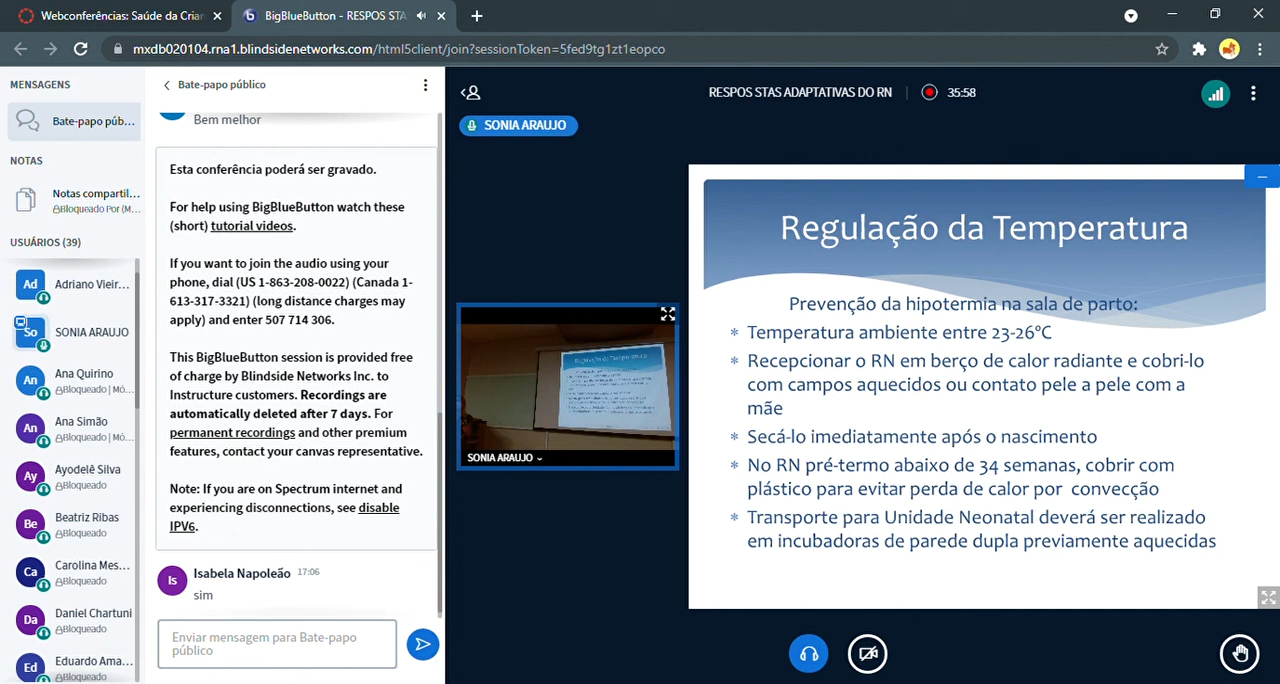 Webconferências: Saúde da Crian
BigBlueButton - RESPOS STA
mxdb020104.rna1.blindsidenetworks.com/html5client/join?sessionToken=5fed9tg1zt1eopco
MENSAGENS
Bate-papo púb...
NOTAS
Notas compartil...
Bloqueado Por (M...
USUÁRIOS (39)
Ad
Adriano Vieir...
So
SONIA ARAUJO
An
Ana Quirino
Bloqueado | Mó...
An
Ana Simão
Bloqueado | Mó...
Ay
Ayodelê Silva
Bloqueado
Be
Beatriz Ribas
Bloqueado
Ca
Carolina Mes...
Bloqueado
Da
Daniel Chartuni
Bloqueado
Ed
Eduardo Ama...
Bloqueado
Bate-papo público
Bem melhor
Esta conferência poderá ser gravado.
For help using BigBlueButton watch these
(short) tutorial videos.
If you want to join the audio using your
phone, dial (US 1-863-208-0022) (Canada 1-
613-317-3321) (long distance charges may
apply) and enter 507 714 306.
This BigBlueButton session is provided free
of charge by Blindside Networks Inc. to
Instructure customers. Recordings are
automatically deleted after 7 days. For
permanent recordings and other premium
features, contact your canvas representative.
Note: If you are on Spectrum internet and
experiencing disconnections, see disable
IPV6.
Is
Isabela Napoleão 17:06
sim
Enviar mensagem para Bate-papo
público
RESPOS STAS ADAPTATIVAS DO RN
35:58
SONIA ARAUJO
Regulação da Temperatura
SONIA ARAUJO
Regulação da Temperatura
Prevenção da hipotermia na sala de parto:
* Temperatura ambiente entre 23-26ºC
* Recepcionar o RN em berço de calor radiante e cobri-lo
com campos aquecidos ou contato pele a pele com a
mãe
* Secá-lo imediatamente após o nascimento
* No RN pré-termo abaixo de 34 semanas, cobrir com
plástico para evitar perda de calor por convecção
* Transporte para Unidade Neonatal deverá ser realizado
em incubadoras de parede dupla previamente aquecidas